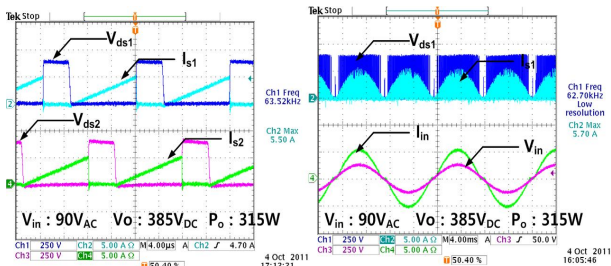 Tek Stop
T
Vds1
Is1
2
Ch1 Freq
63.52kHz
Ch2 Max
5.50 A
Vds2
Is2
4
Vin : 90VAC Vo : 385VDC Po : 315W
Ch1 250 V Ch2 5.00 A Ω M 4.00µs A Ch2 ƒ 4.70 A
Ch3 250 V Ch4 5.00 A Ω
50.40 %
4 Oct 2011
Tek Stop
T
Vds1
Is1
2
Ch1 Freq
62.70kHz
Low
resolution
Ch2 Max
5.70 A
Iin
Vin
4
Vin : 90VAC Vo : 385VDC Po : 315W
Ch1 250 V Ch2 5.00 A Ω M 4.00ms A Ch3 ƒ 50.0 V
Ch3 250 V Ch4 5.00 A Ω
50.40 %
4 Oct 2011
16:05:46